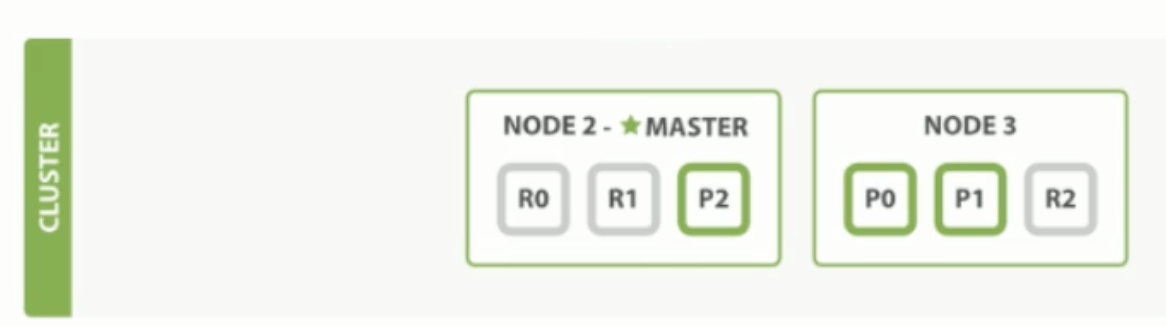 CLUSTER
NODE 2 - ★ MASTER
R0 R1 P2
NODE 3
P0 P1 R2